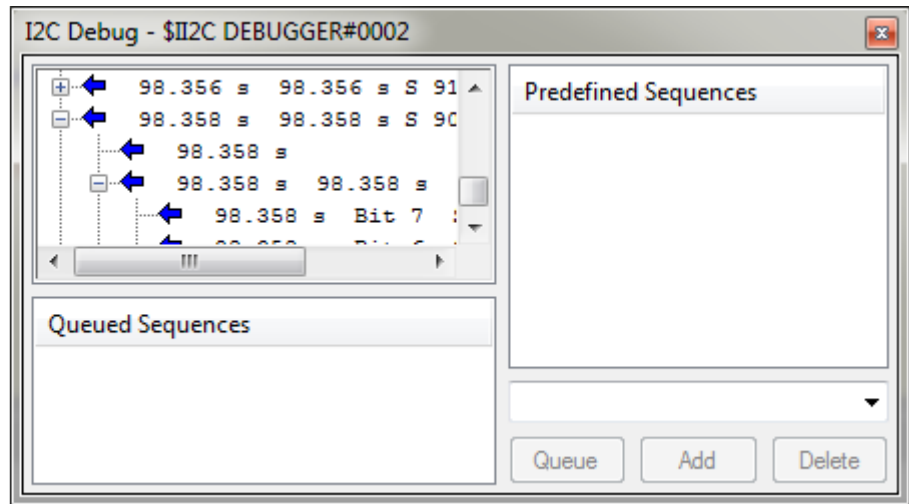 I2C Debug - $II2C DEBUGGER#0002
98.356 s 98.356 s S 91
98.358 s 98.358 s S 90
98.358 s
98.358 s 98.358 s
98.358 s Bit 7
Predefined Sequences
Queued Sequences
Queue Add Delete